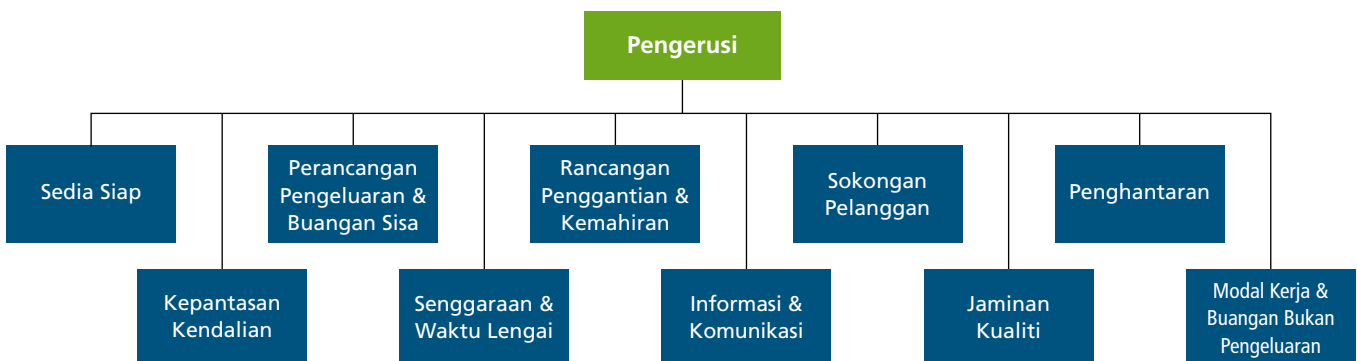 Pengerusi
Sedia Siap
Perancangan
Pengeluaran &
Buangan Sisa
Rancangan
Penggantian &
Kemahiran
Sokongan
Pelanggan
Penghantaran
Kepantasan
Kendalian
Senggaraan &
Waktu Lengai
Informasi &
Komunikasi
Jaminan
Kualiti
Modal Kerja &
Buangan Bukan
Pengeluaran